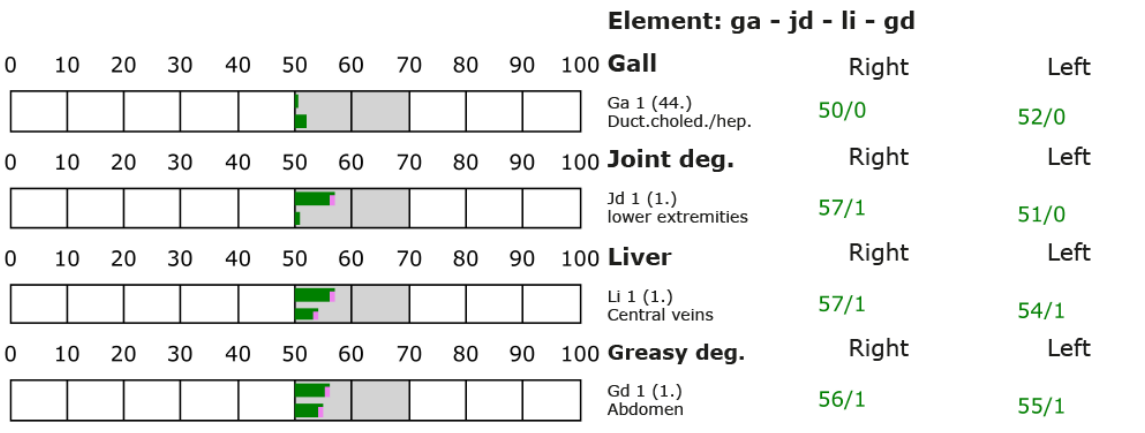 Element: ga - jd - li - gd
0 10 20 30 40 50 60 70 80 90 100 Gall Right Left
Ga 1 (44.) 50/0 52/0
Duct.choled./hep.
0 10 20 30 40 50 60 70 80 90 100 Joint deg. Right Left
Jd 1 (1.) 57/1 51/0
lower extremities
0 10 20 30 40 50 60 70 80 90 100 Liver Right Left
Li 1 (1.) 57/1 54/1
Central veins
0 10 20 30 40 50 60 70 80 90 100 Greasy deg. Right Left
Gd 1 (1.) 56/1 55/1
Abdomen